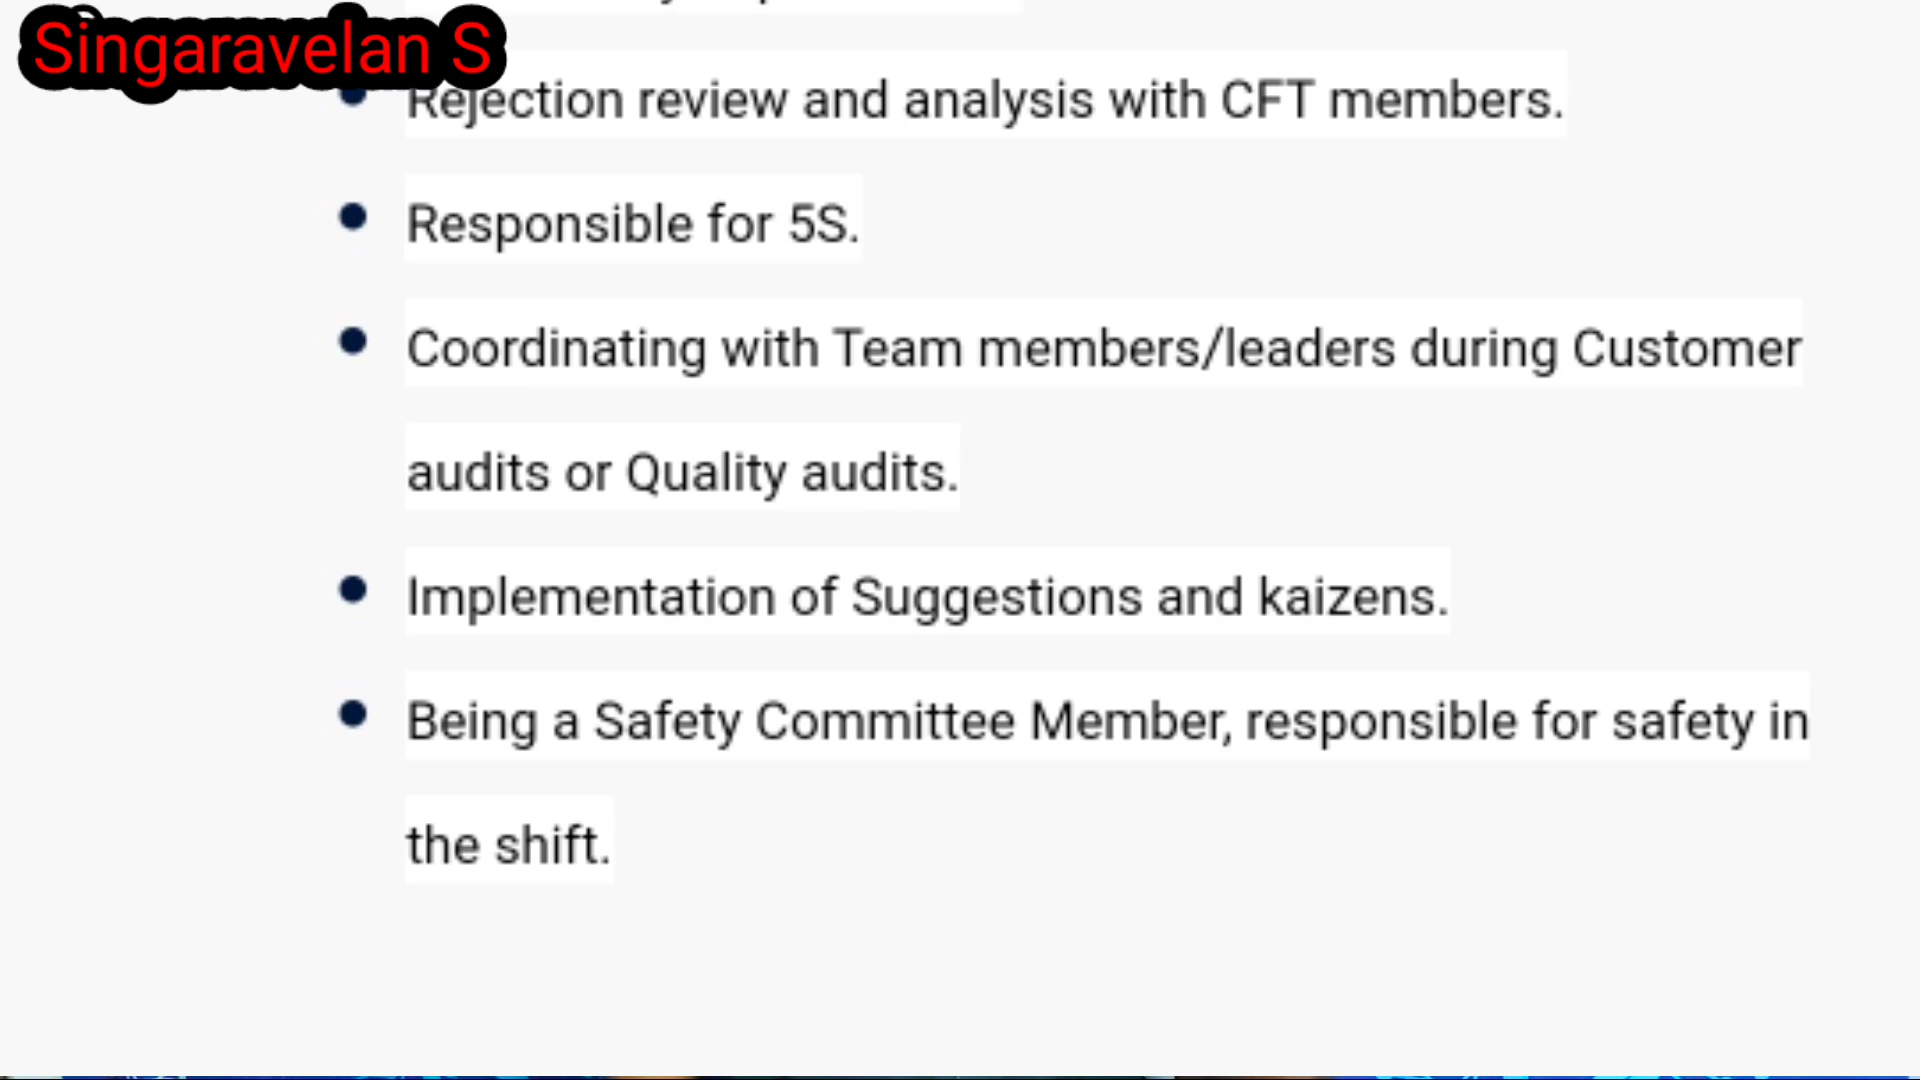 Singaravelan S
Rejection review and analysis with CFT members.
Responsible for 5S.
Coordinating with Team members/leaders during Customer
audits or Quality audits.
Implementation of Suggestions and kaizens.
Being a Safety Committee Member, responsible for safety in
the shift.